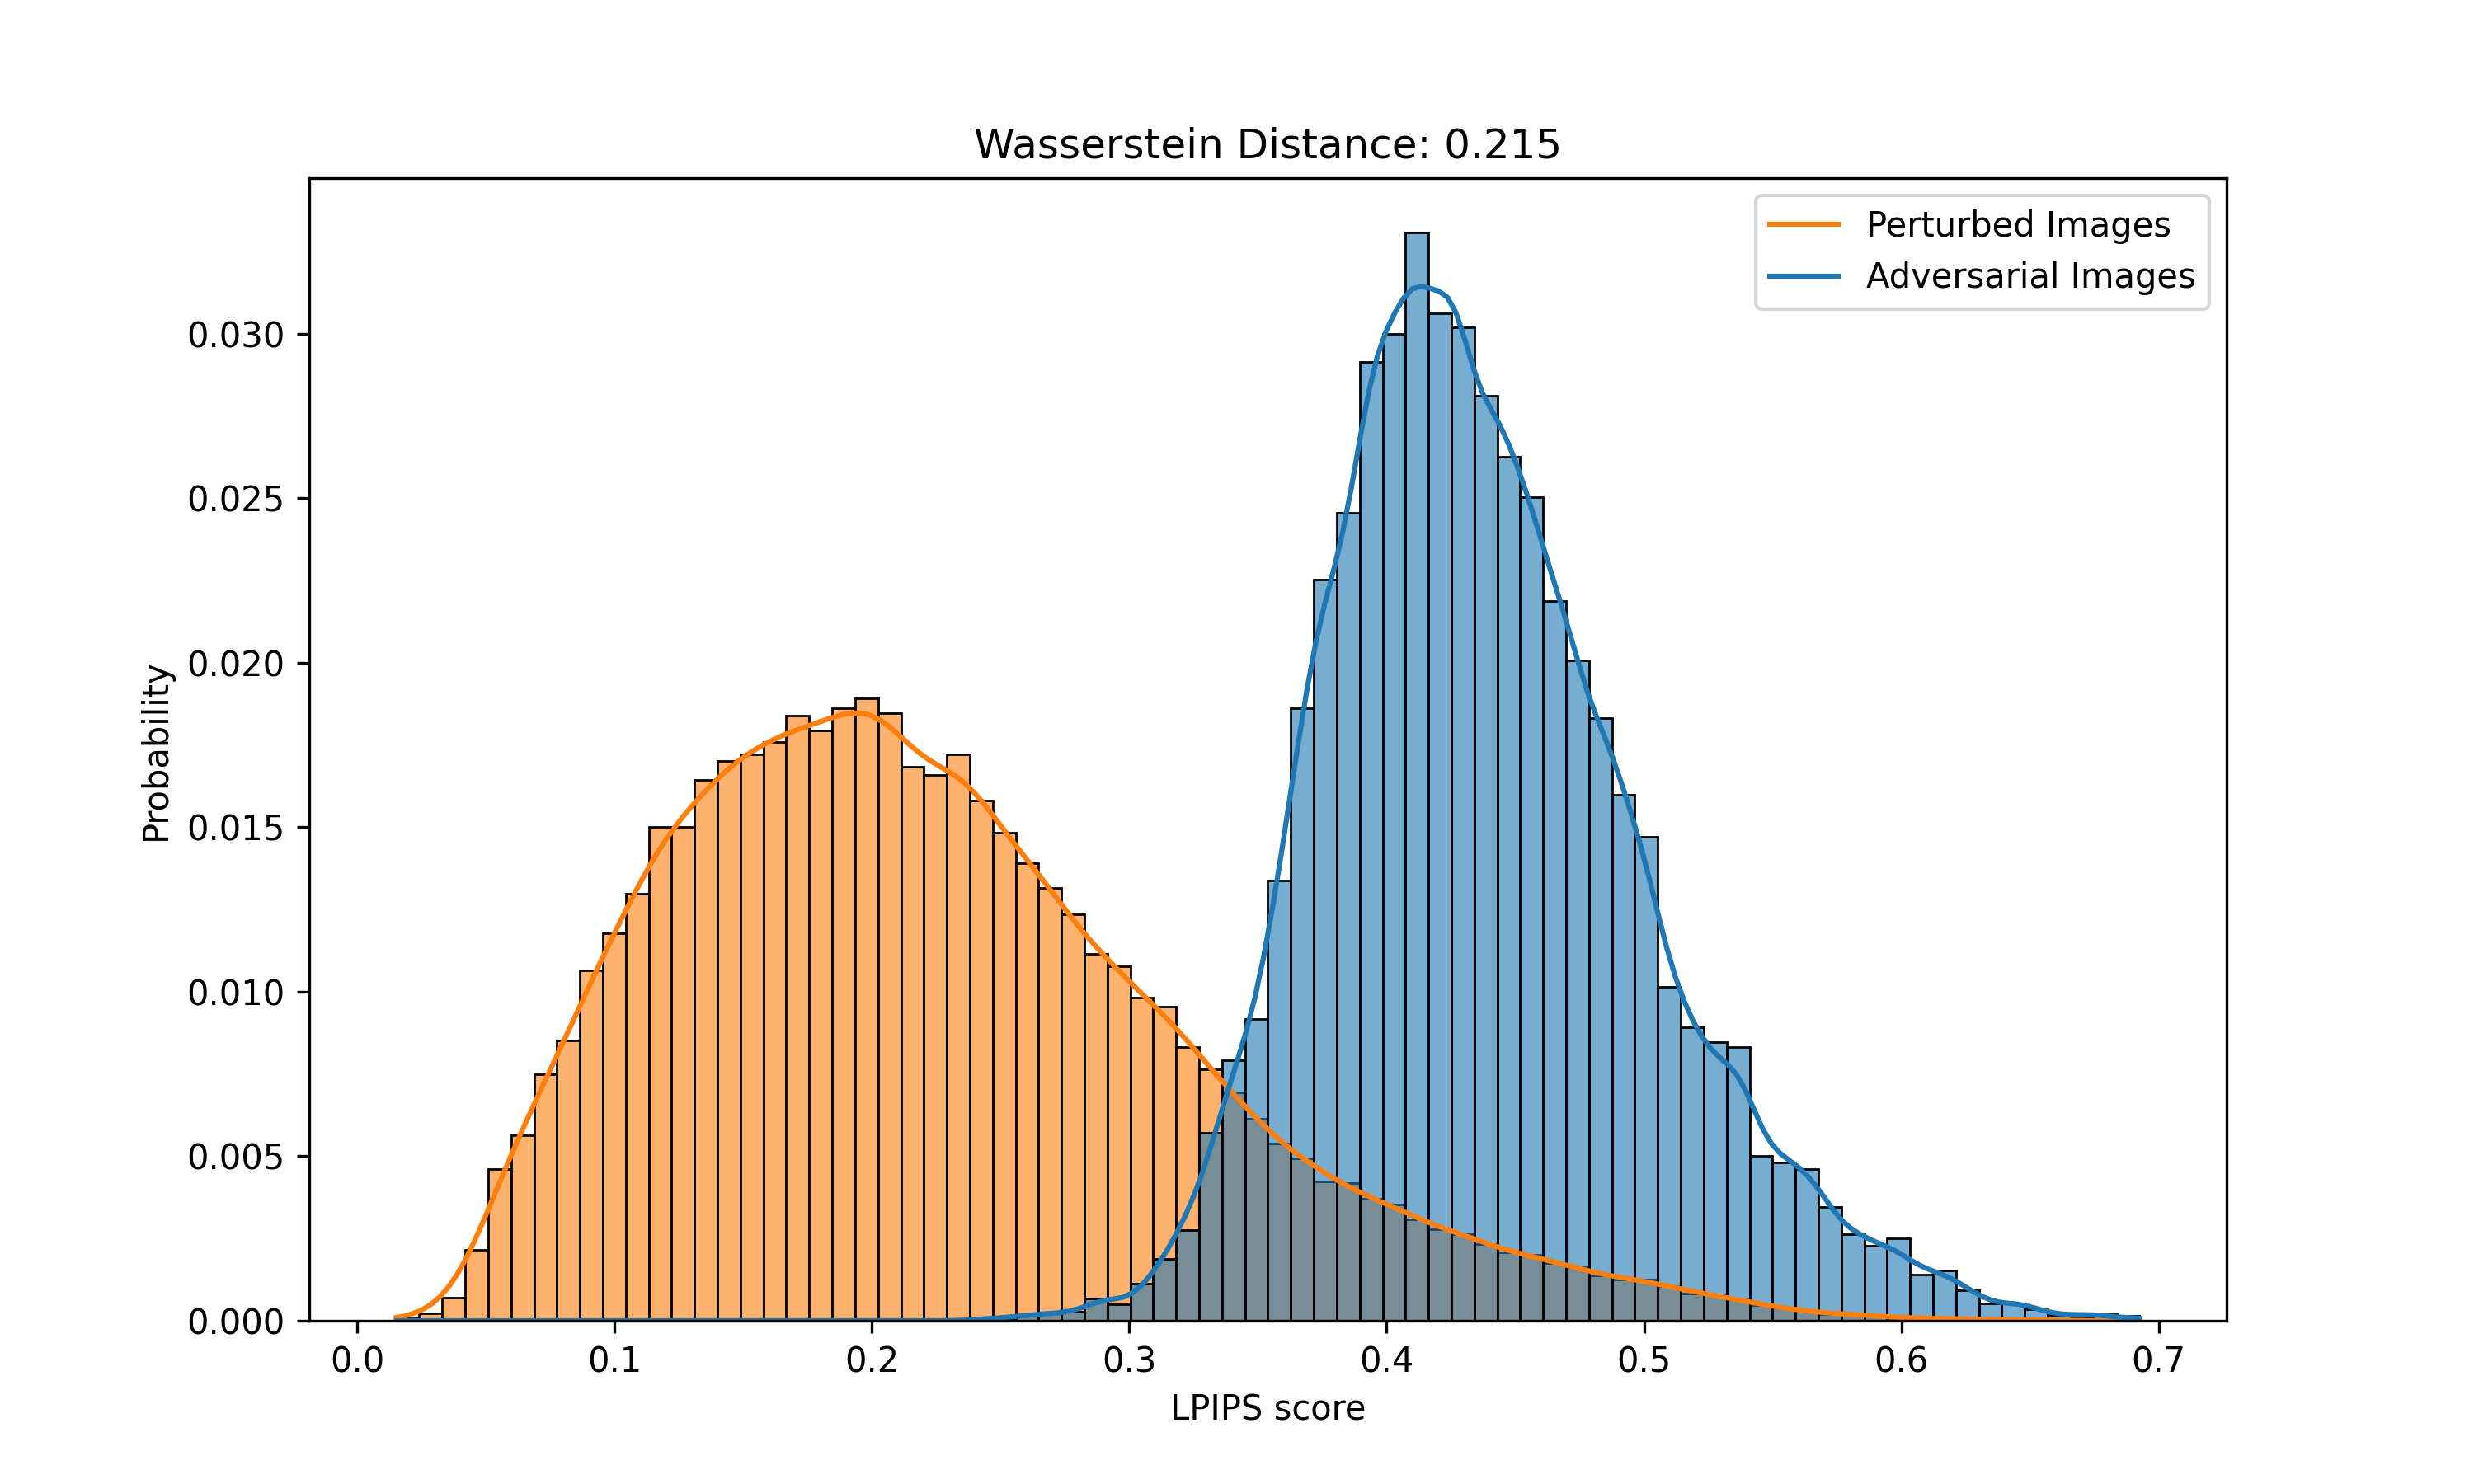 Wasserstein Distance: 0.215
Perturbed Images
Adversarial Images
Probability
0.030
0.025
0.020
0.015
0.010
0.005
0.000
0.0 0.1 0.2 0.3 0.4 0.5 0.6 0.7
LPIPS score